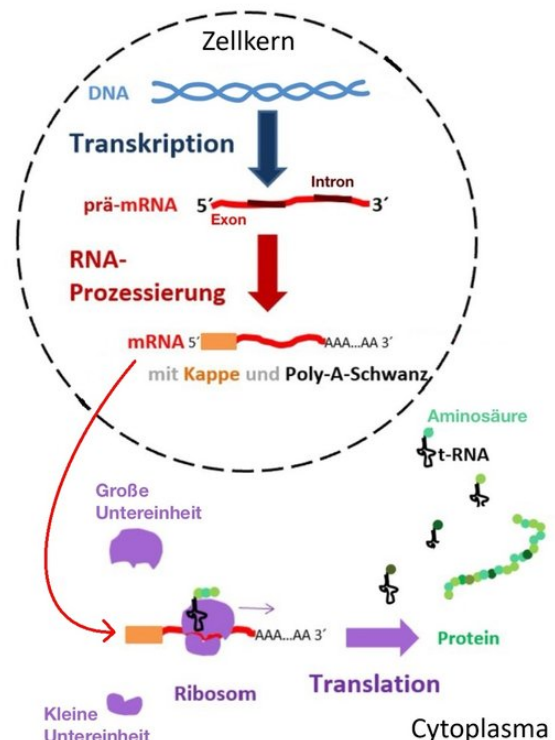 Zellkern
DNA
Transkription
Intron
prä-mRNA 5´ 3´
Exon
RNA-
Prozessierung
mRNA 5´ AAA...AA 3´
mit Kappe und Poly-A-Schwanz
Aminosäure
t-RNA
Große
Untereinheit
AAA...AA 3´
Protein
Ribosom
Translation
Kleine
Untereinheit
Cytoplasma